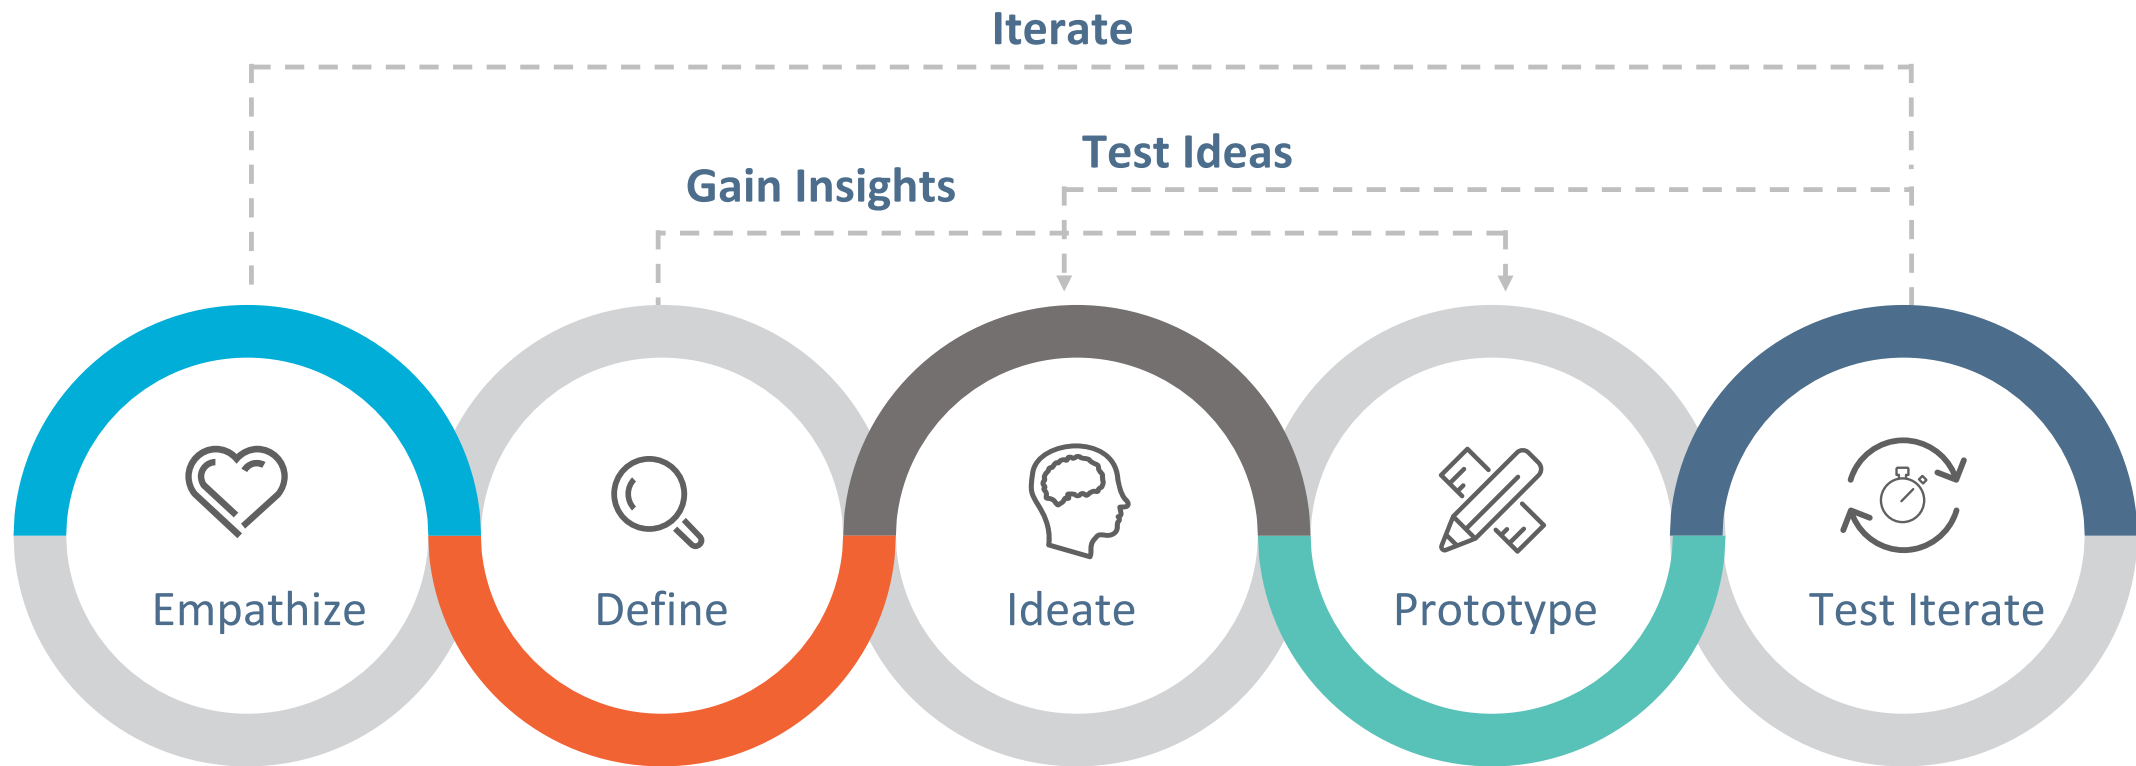 Iterate
Test Ideas
Gain Insights
Empathize
Define
Ideate
Prototype
Test Iterate